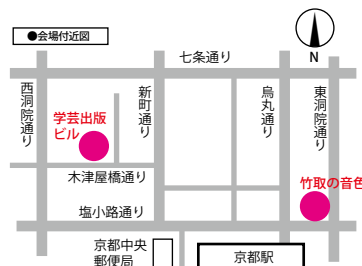 ●会場付近図
七条通り
N
西洞院通り
新町通り
烏丸通り
東洞院通り
学芸出版
ビル
木津屋橋通り
竹取の音色
塩小路通り
京都中央
郵便局
京都駅